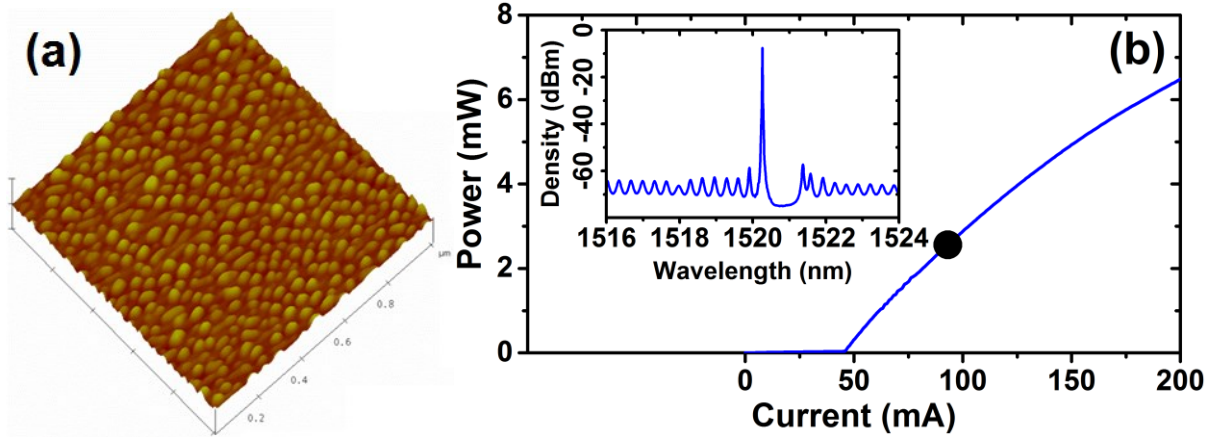 (a)
μm
0.8
0.6
0.4
0.2
(b)
Power (mW)
8
6
4
2
0
0 50 100 150 200
Current (mA)
Density (dBm)
0
-20
-40
-60
1516 1518 1520 1522 1524
Wavelength (nm)